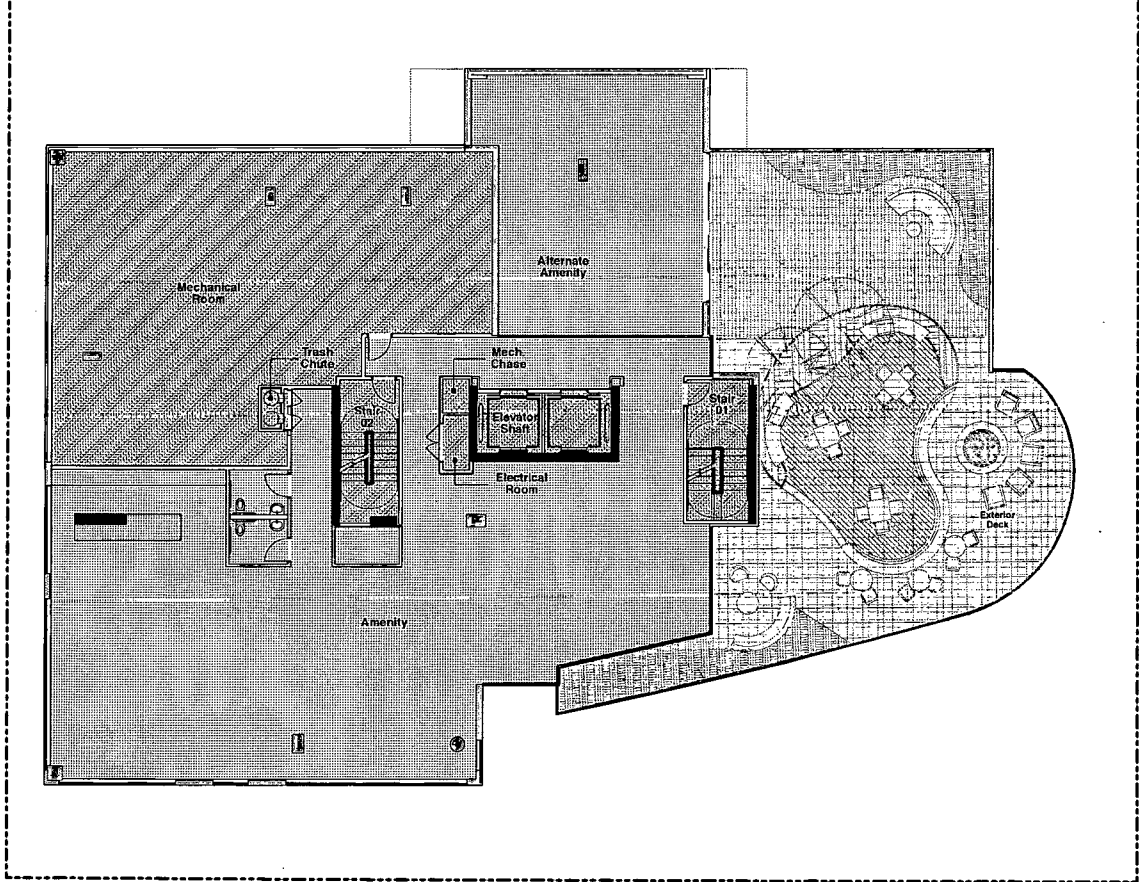 Alternate
Amenity
Mechanical
Room
Trash
Chute
Mech.
Chase
Stair
02
Elevator
Shaft
Stair
01
Electrical
Room
Exterior
Deck
Amenity